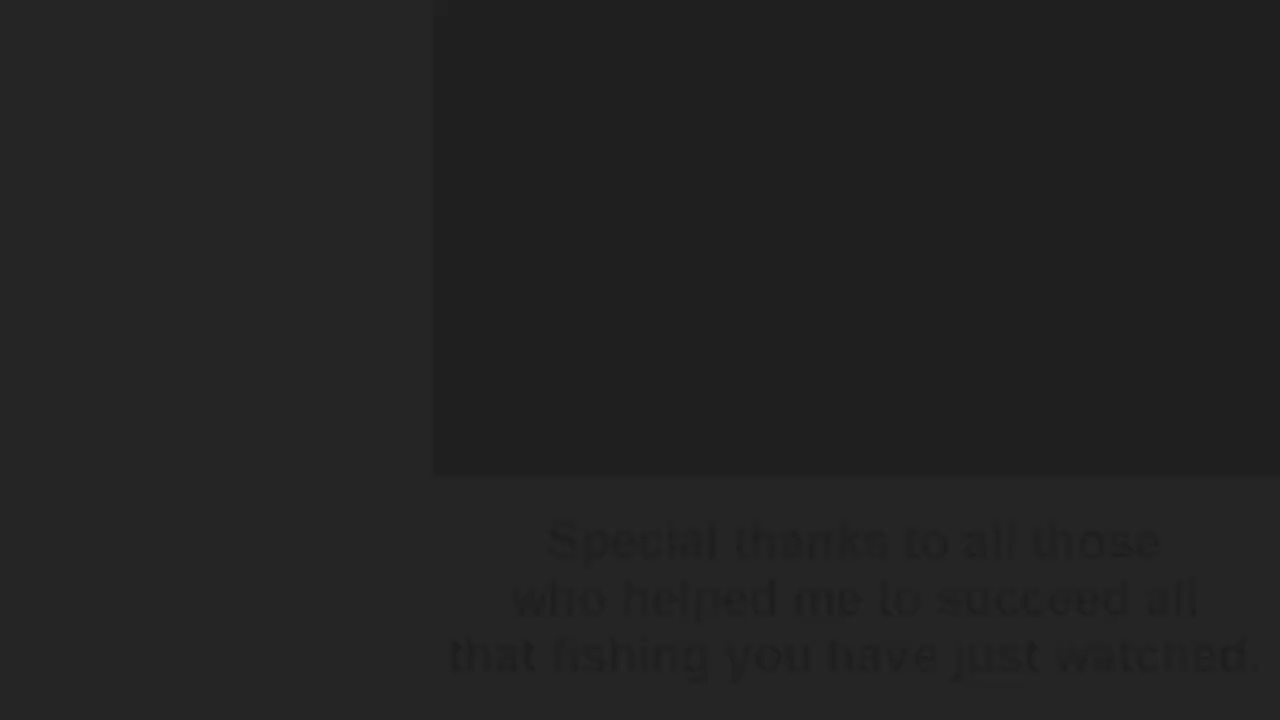 Special thanks to all those
who helped me to succeed all
that fishing you have just watched.